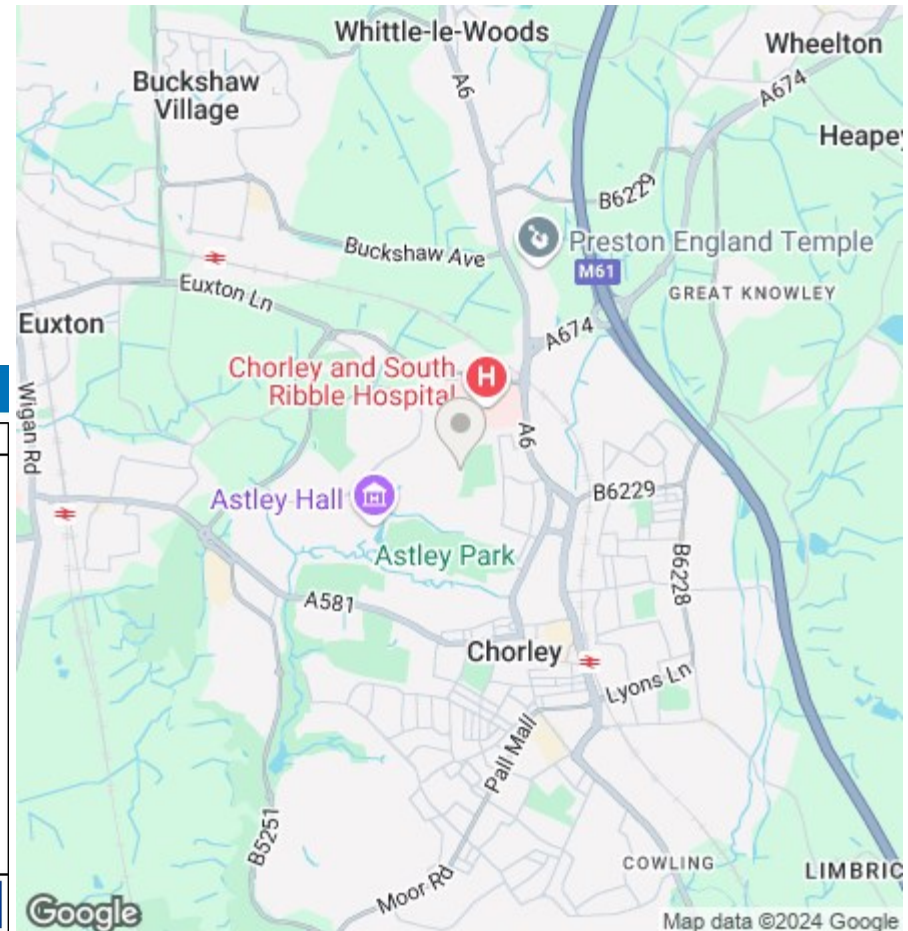 Whittle-le-Woods
Wheelton
Buckshaw
Village
A6
A674
Heapey
B6229
Preston England Temple
Buckshaw Ave
M61
Euxton Ln
GREAT KNOWLEY
Euxton
A674
Chorley and South
Ribble Hospital
H
Wigan Rd
A6
B6229
Astley Hall
Astley Park
B6228
A581
Chorley
Lyons Ln
Pall Mall
B5251
COWLING
LIMBRIC
Moor Rd
Google
Map data ©2024 Google